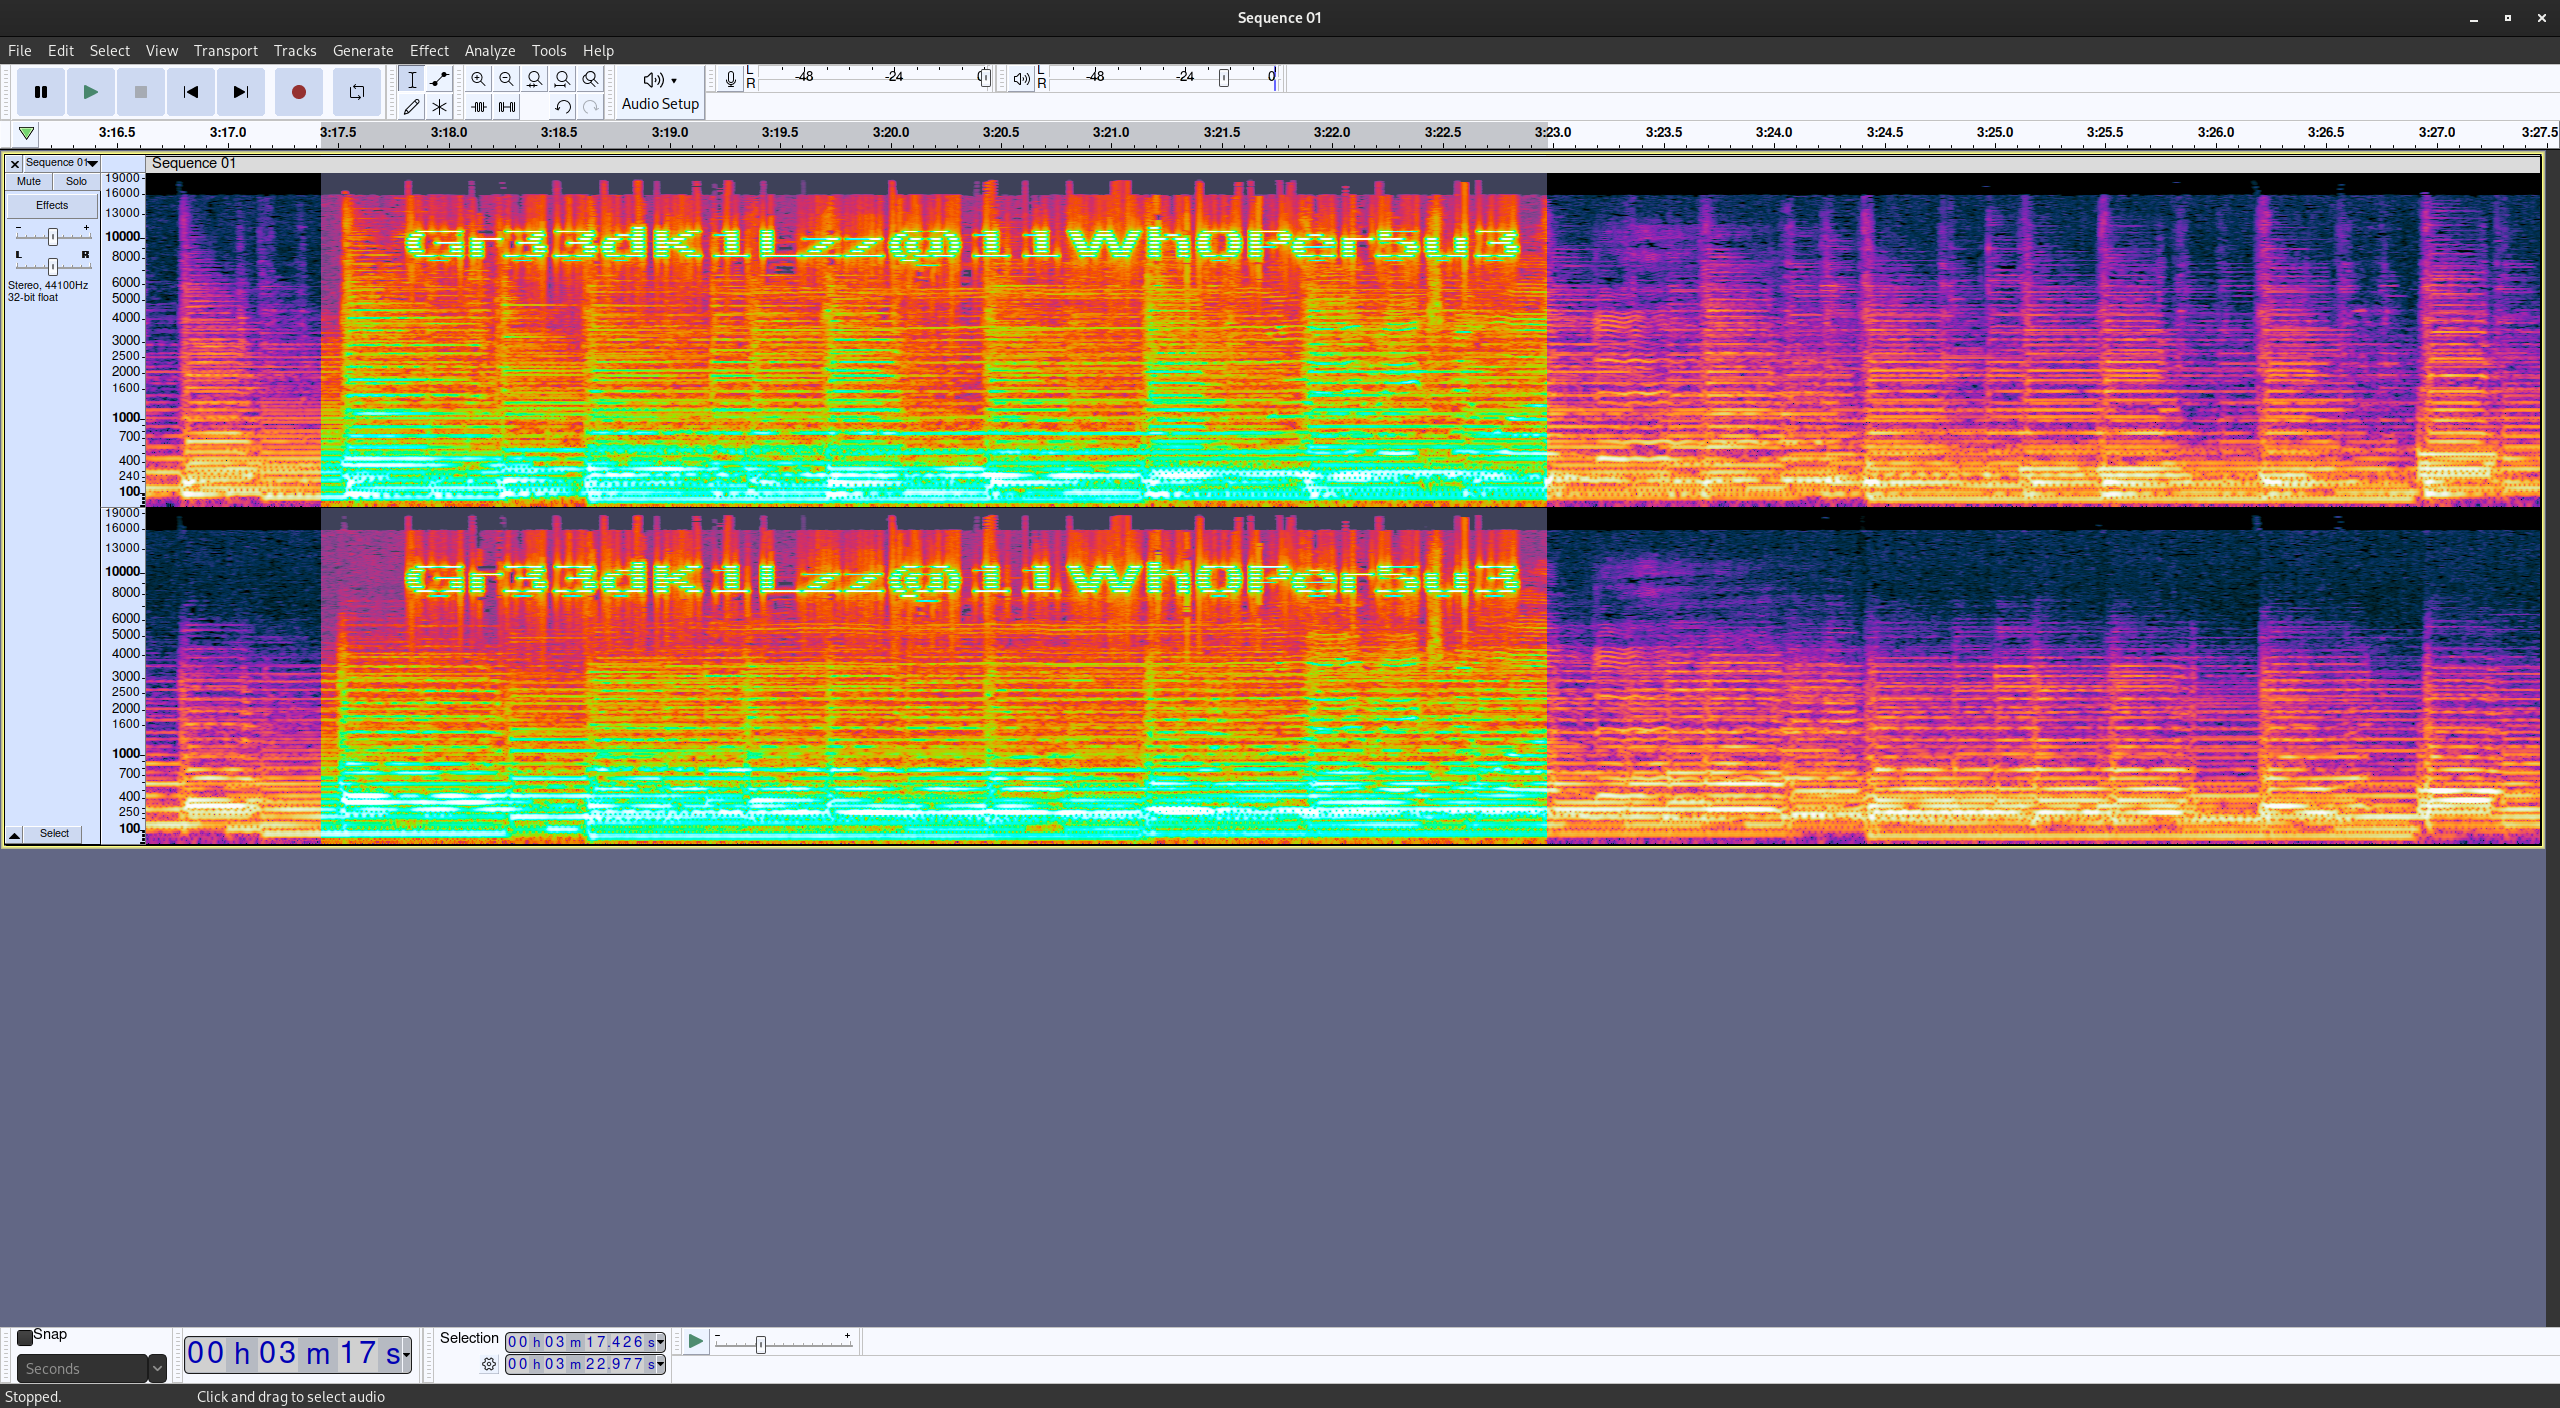 Sequence 01
File Edit Select View Transport Tracks Generate Effect Analyze Tools Help
Audio Setup
L R -48 -24 0
L R -48 -24 0
3:16.5 3:17.0 3:17.5 3:18.0 3:18.5 3:19.0 3:19.5 3:20.0 3:20.5 3:21.0 3:21.5 3:22.0 3:22.5 3:23.0 3:23.5 3:24.0 3:24.5 3:25.0 3:25.5 3:26.0 3:26.5 3:27.0 3:27.5
Sequence 01
Sequence 01
Mute Solo
Effects
- +
L R
Stereo, 44100Hz
32-bit float
19000
16000
13000
10000
8000
6000
5000
4000
3000
2500
2000
1600
1000
700
400
240
100
Gr33dK1Lzz@11Wh0Per5u3
19000
16000
13000
10000
8000
6000
5000
4000
3000
2500
2000
1600
1000
700
400
250
100
Gr33dK1Lzz@11Wh0Per5u3
Select
Snap
Seconds
00 h 03 m 17 s
Selection
00 h 03 m 17.426 s
00 h 03 m 22.977 s
- +
Stopped.
Click and drag to select audio